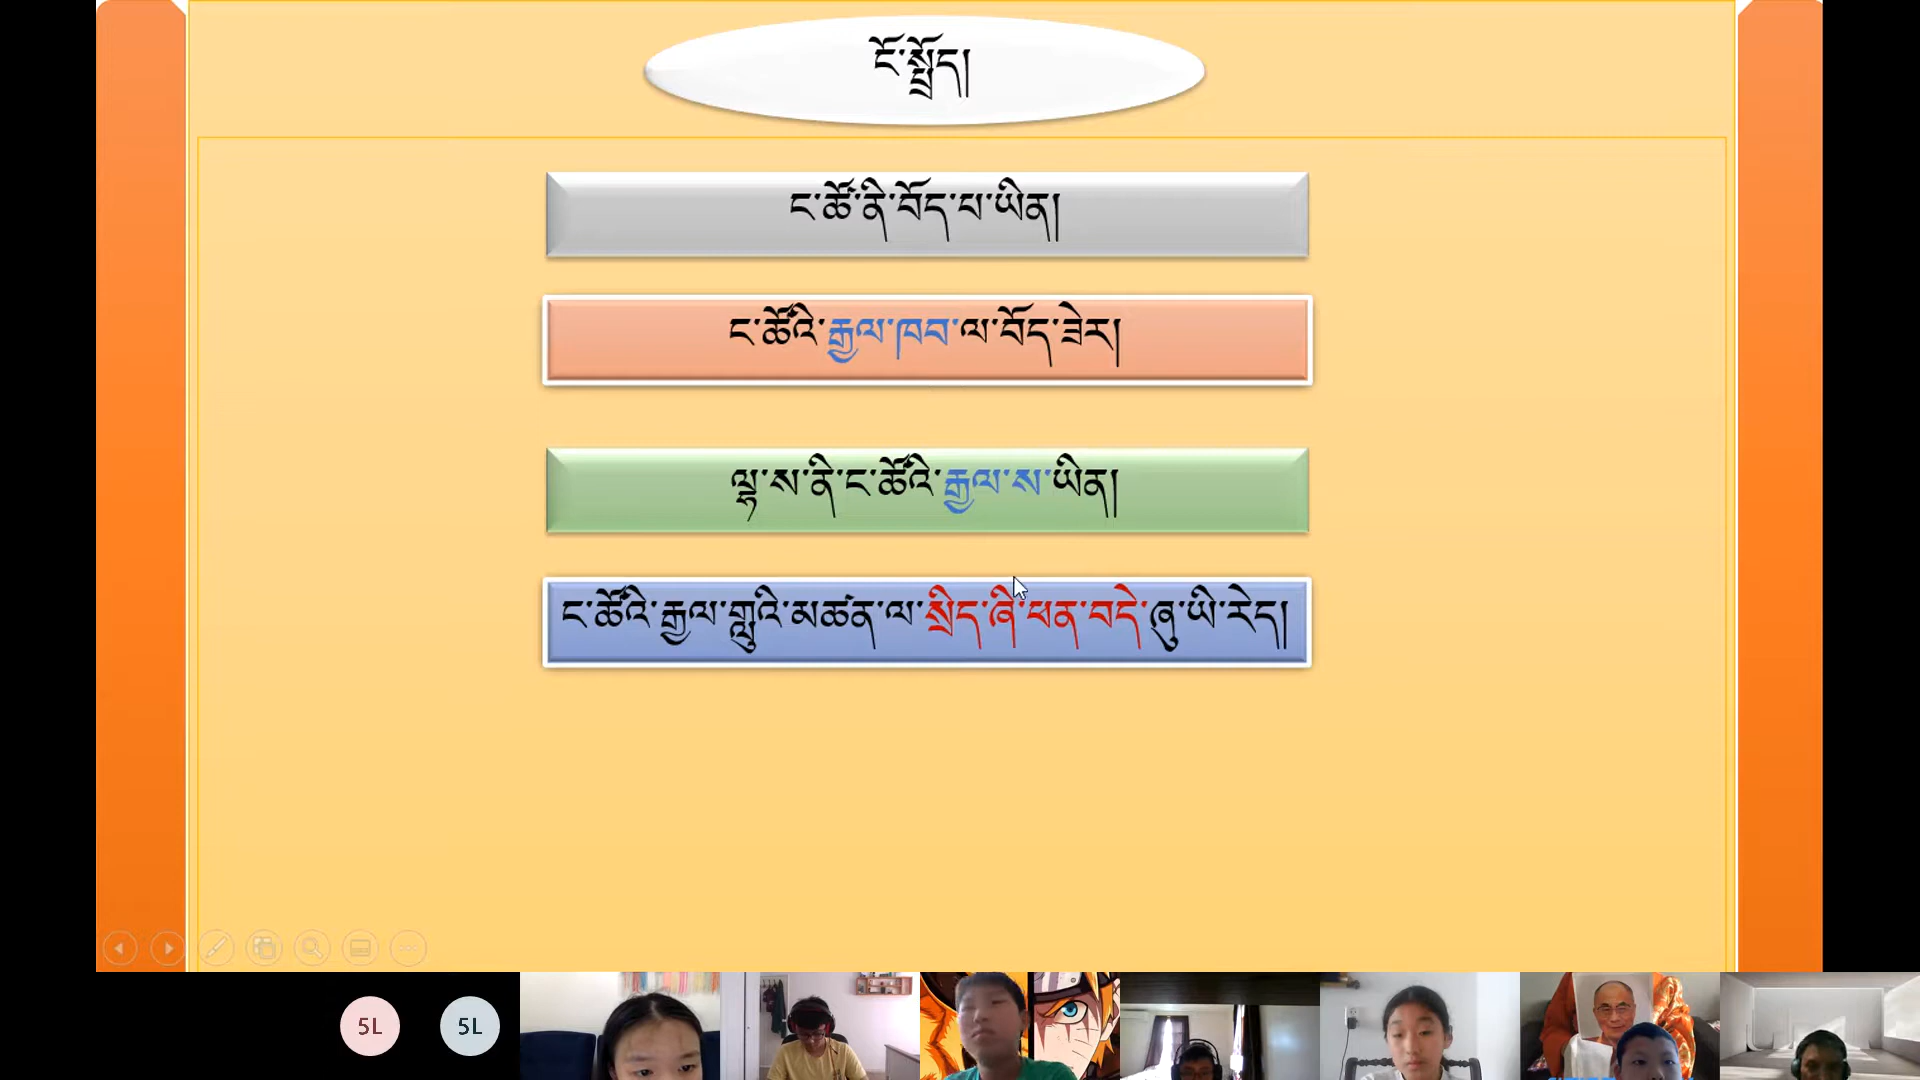 ངོ་སྤྲོད།
ང་ཚོ་ནི་བོད་པ་ཡིན།
ང་ཚོའི་རྒྱལ་ཁབ་ལ་བོད་ཟེར།
ལྷ་ས་ནི་ང་ཚོའི་རྒྱལ་ས་ཡིན།
ང་ཚོའི་རྒྱལ་གླུའི་མཚན་ལ་སྲིད་ཞི་ཕན་བདེ་ཞུ་ཡི་རེད།
5L
5L